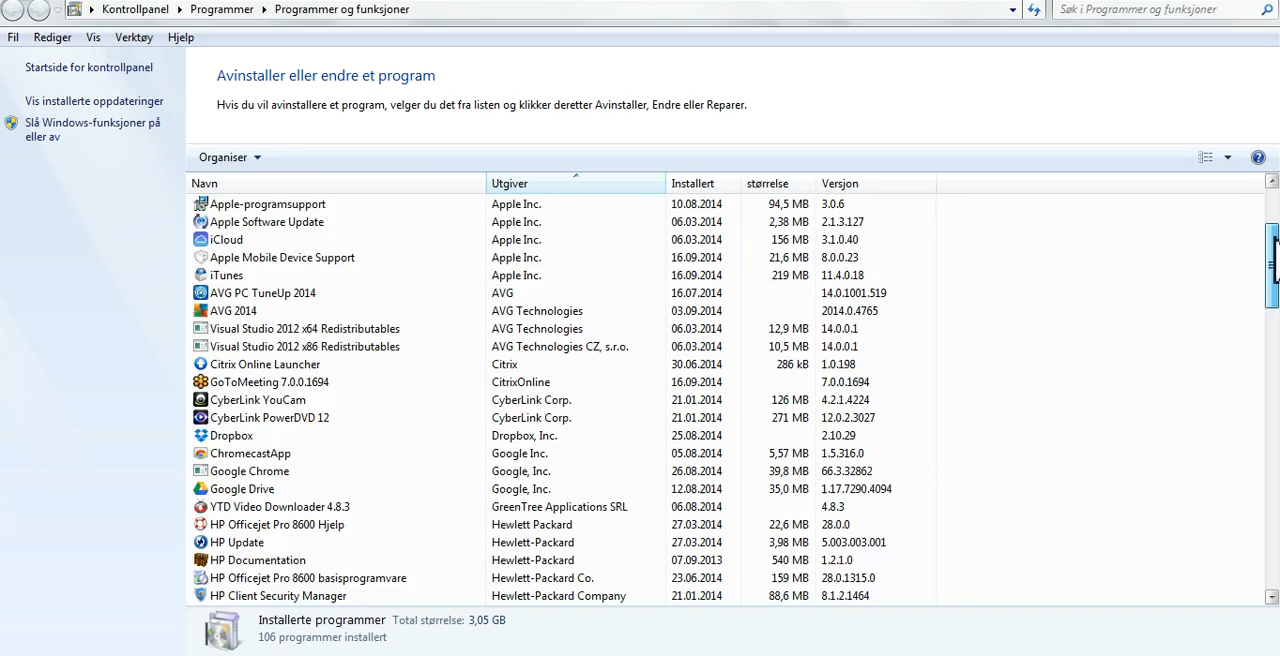 Kontrollpanel Programmer Programmer og funksjoner Søk i Programmer og funksjoner
Fil Rediger Vis Verktøy Hjelp
Startside for kontrollpanel
Vis installerte oppdateringer
Slå Windows-funksjoner på eller av
Avinstaller eller endre et program
Hvis du vil avinstallere et program, velger du det fra listen og klikker deretter Avinstaller, Endre eller Reparer.
Organiser
Navn Utgiver Installert størrelse Versjon
Apple-programsupport Apple Inc. 10.08.2014 94,5 MB 3.0.6
Apple Software Update Apple Inc. 06.03.2014 2,38 MB 2.1.3.127
iCloud Apple Inc. 06.03.2014 156 MB 3.1.0.40
Apple Mobile Device Support Apple Inc. 16.09.2014 21,6 MB 8.0.0.23
iTunes Apple Inc. 16.09.2014 219 MB 11.4.0.18
AVG PC TuneUp 2014 AVG 16.07.2014 14.0.1001.519
AVG 2014 AVG Technologies 03.09.2014 2014.0.4765
Visual Studio 2012 x64 Redistributables AVG Technologies 06.03.2014 12,9 MB 14.0.0.1
Visual Studio 2012 x86 Redistributables AVG Technologies CZ, s.r.o. 06.03.2014 10,5 MB 14.0.0.1
Citrix Online Launcher Citrix 30.06.2014 286 kB 1.0.198
GoToMeeting 7.0.0.1694 CitrixOnline 16.09.2014 7.0.0.1694
CyberLink YouCam CyberLink Corp. 21.01.2014 126 MB 4.2.1.4224
CyberLink PowerDVD 12 CyberLink Corp. 21.01.2014 271 MB 12.0.2.3027
Dropbox Dropbox, Inc. 25.08.2014 2.10.29
ChromecastApp Google Inc. 05.08.2014 5,57 MB 1.5.316.0
Google Chrome Google, Inc. 26.08.2014 39,8 MB 66.3.32862
Google Drive Google, Inc. 12.08.2014 35,0 MB 1.17.7290.4094
YTD Video Downloader 4.8.3 GreenTree Applications SRL 06.08.2014 4.8.3
HP Officejet Pro 8600 Hjelp Hewlett Packard 27.03.2014 22,6 MB 28.0.0
HP Update Hewlett-Packard 27.03.2014 3,98 MB 5.003.003.001
HP Documentation Hewlett-Packard 07.09.2013 540 MB 1.2.1.0
HP Officejet Pro 8600 basisprogramvare Hewlett-Packard Co. 23.06.2014 159 MB 28.0.1315.0
HP Client Security Manager Hewlett-Packard Company 21.01.2014 88,6 MB 8.1.2.1464
Installerte programmer Total størrelse: 3,05 GB
106 programmer installert